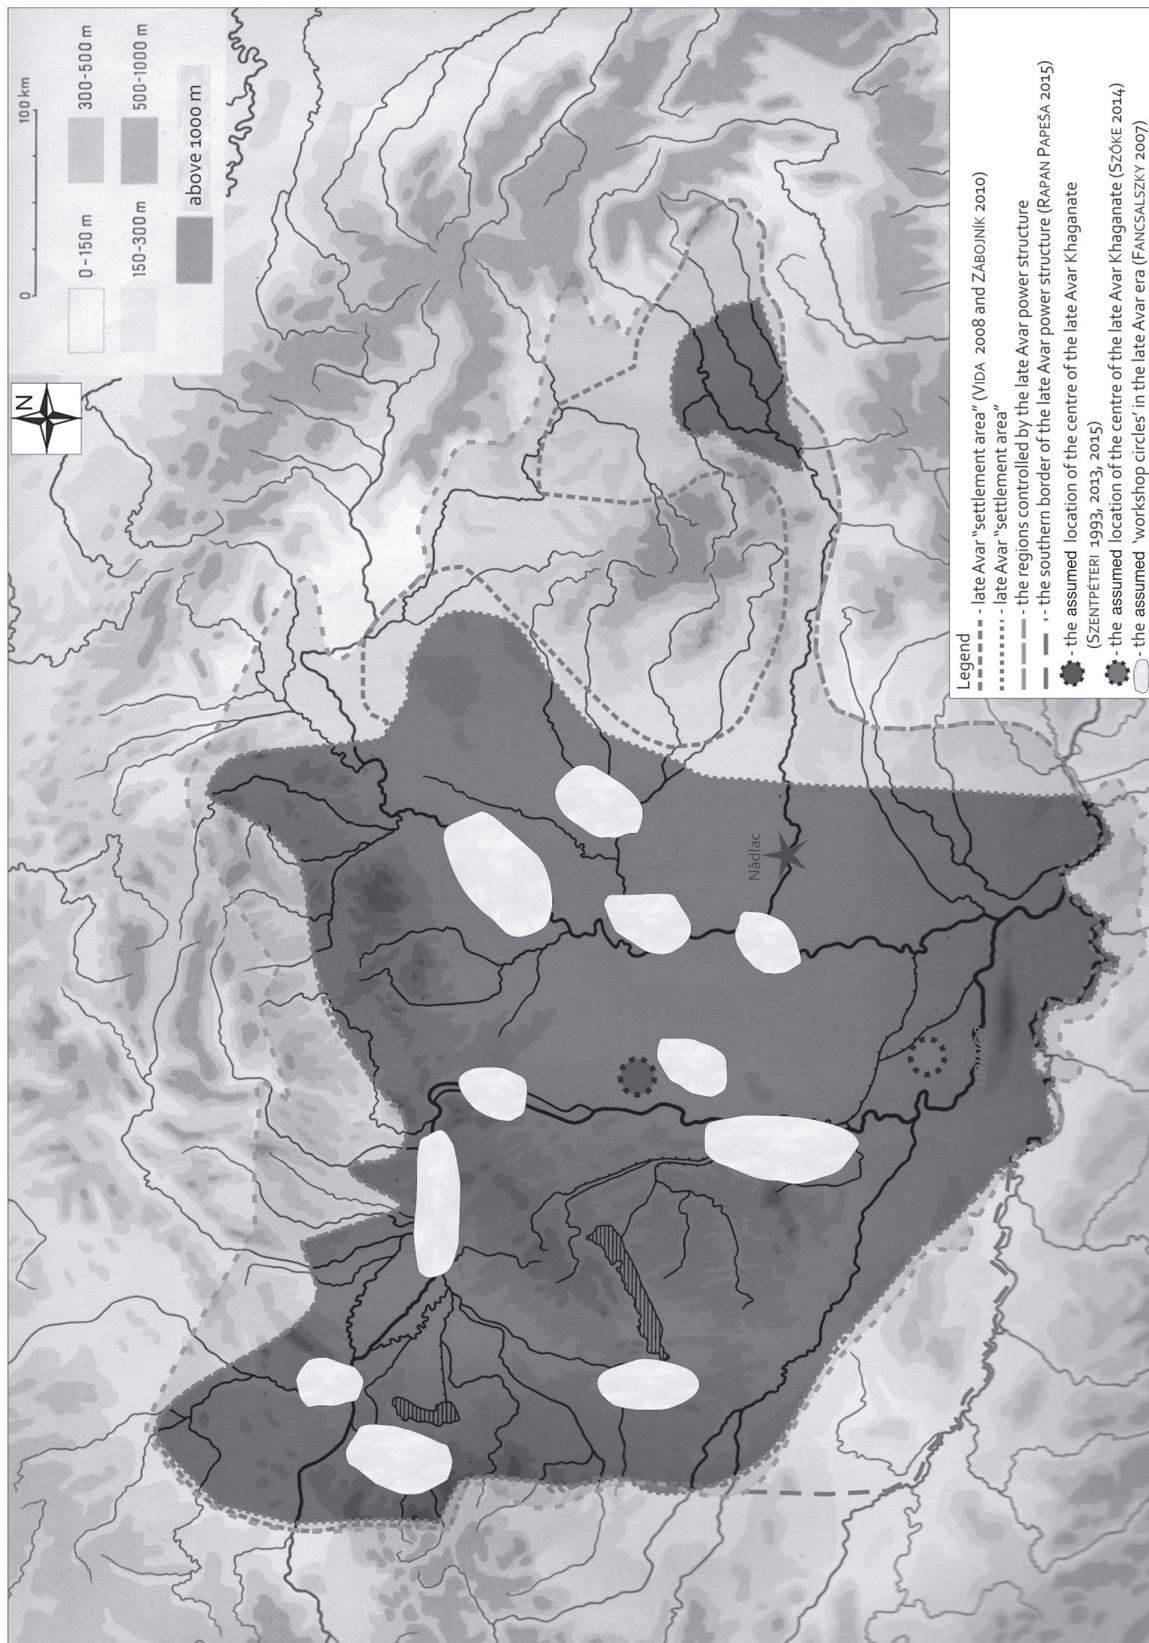 0
100 km
0-150 m
300-500 m
150-300 m
500-1000 m
above 1000 m
N
Nădlac
HRING?
Legend
- late Avar "settlement area" (VIDA 2008 and ZÁBOJNÍK 2010)
- late Avar "settlement area"
- the regions controlled by the late Avar power structure
- the southern border of the late Avar power structure (RAPAN PAPEŠA 2015)
- the assumed location of the centre of the late Avar Khaganate
(SZENTPÉTERI 1993, 2013, 2015)
- the assumed location of the centre of the late Avar Khaganate (SZŐKE 2014)
- the assumed 'workshop circles' in the late Avar era (FANCSALSZKY 2007)